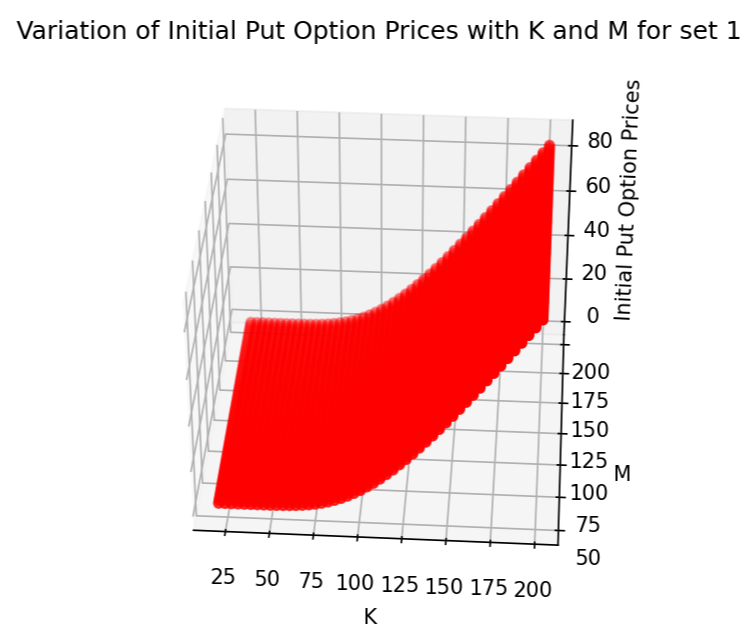 Variation of Initial Put Option Prices with K and M for set 1
Initial Put Option Prices
80
60
40
20
0
200
175
150
125
100
75
50
M
25 50 75 100 125 150 175 200
K